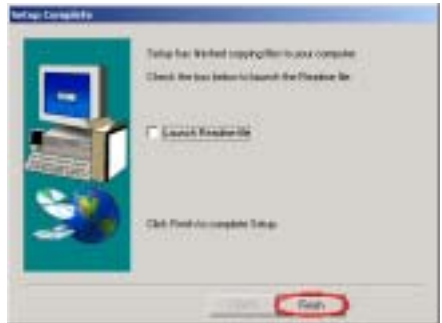 Setup Complete
Setup has finished copying files to your computer.
Check the box below to launch the Readme file.
Launch Readme file
Click Finish to complete Setup.
Finish